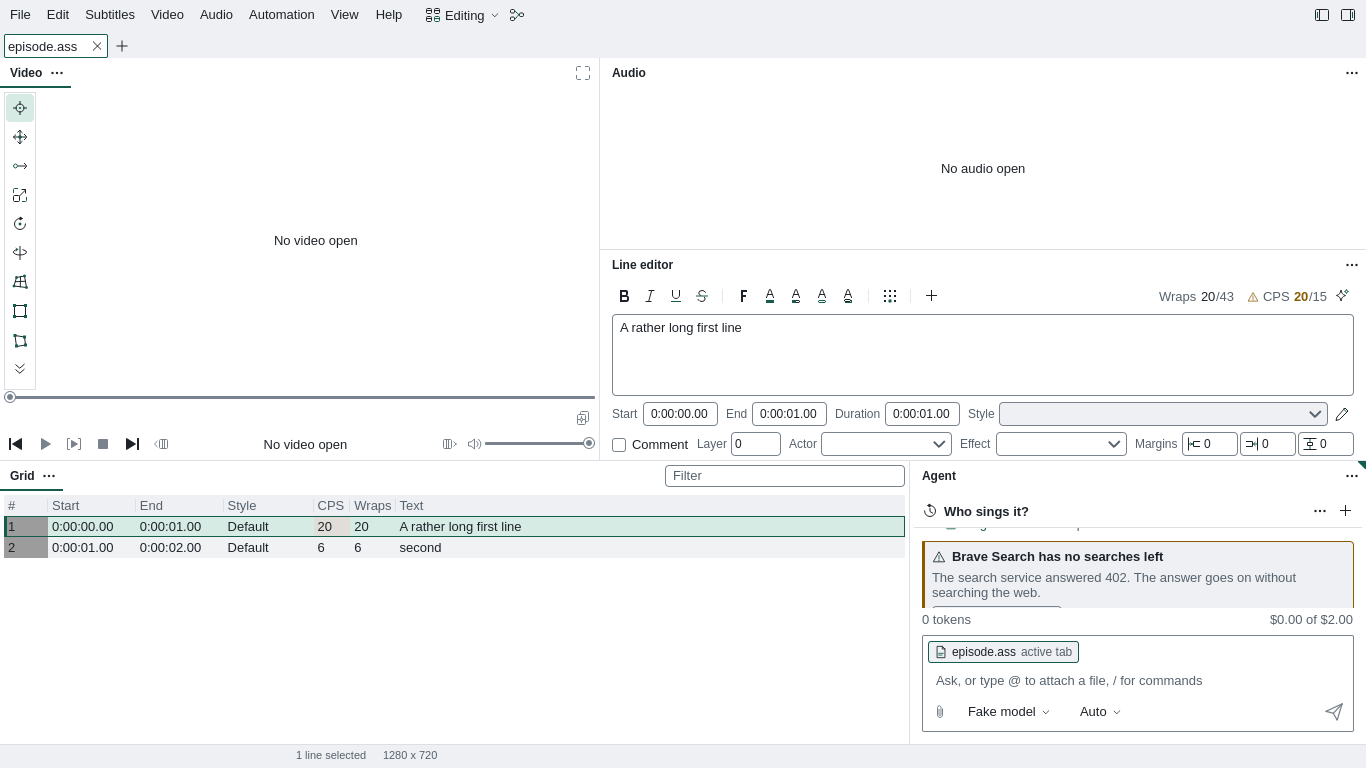 File Edit Subtitles Video Audio Automation View Help Editing
episode.ass
Video
No video open
No video open
Audio
No audio open
Line editor
Wraps 20/43 CPS 20/15
A rather long first line
Start 0:00:00.00 End 0:00:01.00 Duration 0:00:01.00 Style
Comment Layer 0 Actor Effect Margins 0 0 0
Grid Filter
# Start End Style CPS Wraps Text
1 0:00:00.00 0:00:01.00 Default 20 20 A rather long first line
2 0:00:01.00 0:00:02.00 Default 6 6 second
Agent
Who sings it?
Brave Search has no searches left
The search service answered 402. The answer goes on without
searching the web.
0 tokens $0.00 of $2.00
episode.ass active tab
Ask, or type @ to attach a file, / for commands
Fake model Auto
1 line selected 1280 x 720